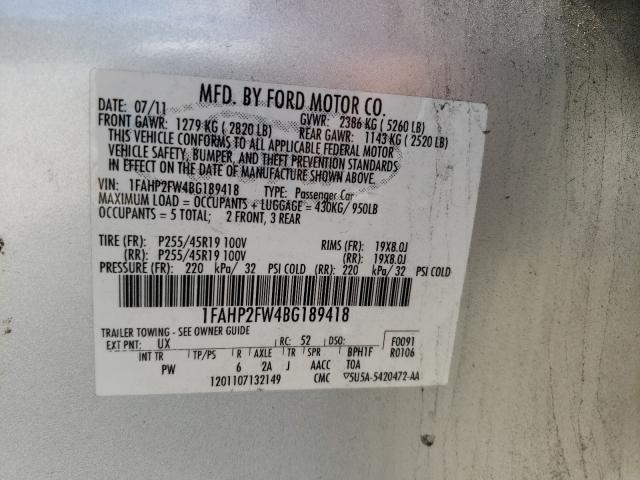 MFD. BY FORD MOTOR CO.
DATE: 07/11 GVWR: 2386 KG ( 5260 LB)
FRONT GAWR: 1279 KG ( 2820 LB) REAR GAWR: 1143 KG ( 2520 LB)
THIS VEHICLE CONFORMS TO ALL APPLICABLE FEDERAL MOTOR
VEHICLE SAFETY, BUMPER, AND THEFT PREVENTION STANDARDS
IN EFFECT ON THE DATE OF MANUFACTURE SHOWN ABOVE.
VIN: 1FAHP2FW4BG189418 TYPE: Passenger Car
MAXIMUM LOAD = OCCUPANTS + LUGGAGE = 430KG/ 950LB
OCCUPANTS = 5 TOTAL; 2 FRONT, 3 REAR
TIRE (FR): P255/45R19 100V RIMS (FR): 19X8.0J
(RR): P255/45R19 100V (RR): 19X8.0J
PRESSURE (FR): 220 kPa/ 32 PSI COLD (RR): 220 kPa/ 32 PSI COLD
1FAHP2FW4BG189418
TRAILER TOWING - SEE OWNER GUIDE
EXT PNT: UX RC: 52 DSO: F0091
INT TR TP/PS R AXLE TR SPR BPH1F R0106
PW 6 2A J AACC TOA
1201107132149 CMC ▽5U5A-5420472-AA